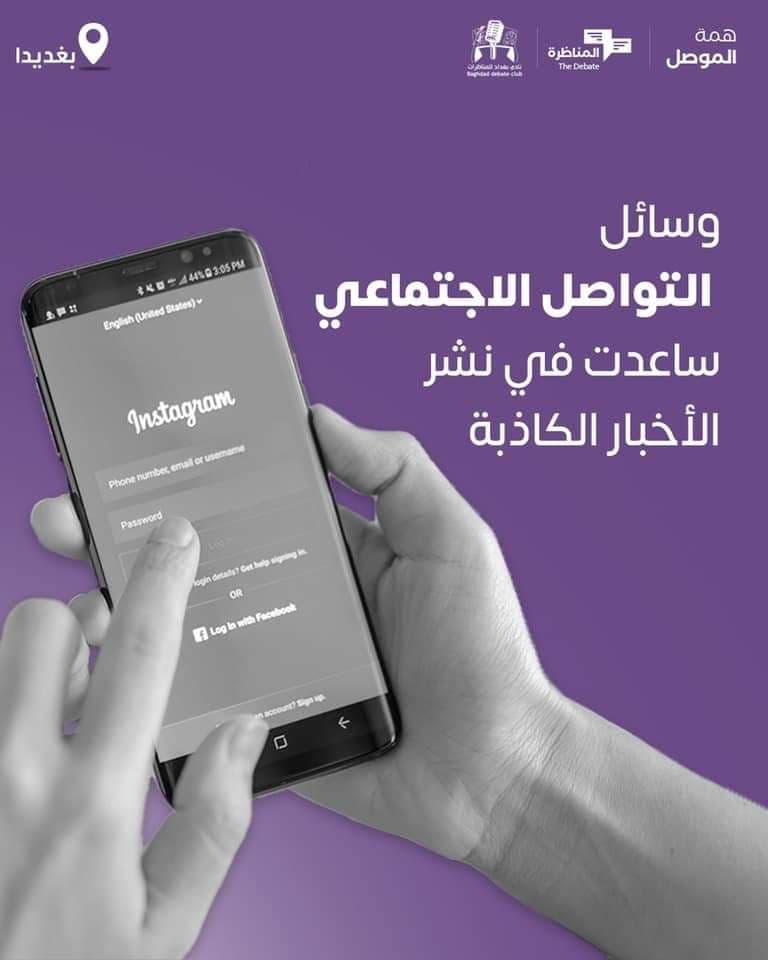 همة
الموصل
المناظرة
The Debate
نادي بغداد للمناظرات
Baghdad debate club
بغديدا
وسائل
التواصل الاجتماعي
ساعدت في نشر
الأخبار الكاذبة
44% 3:05 PM
English (United States)
Instagram
Phone number, email or username
Password
Log In
login details? Get help signing in.
OR
Log In with Facebook
an account? Sign up.